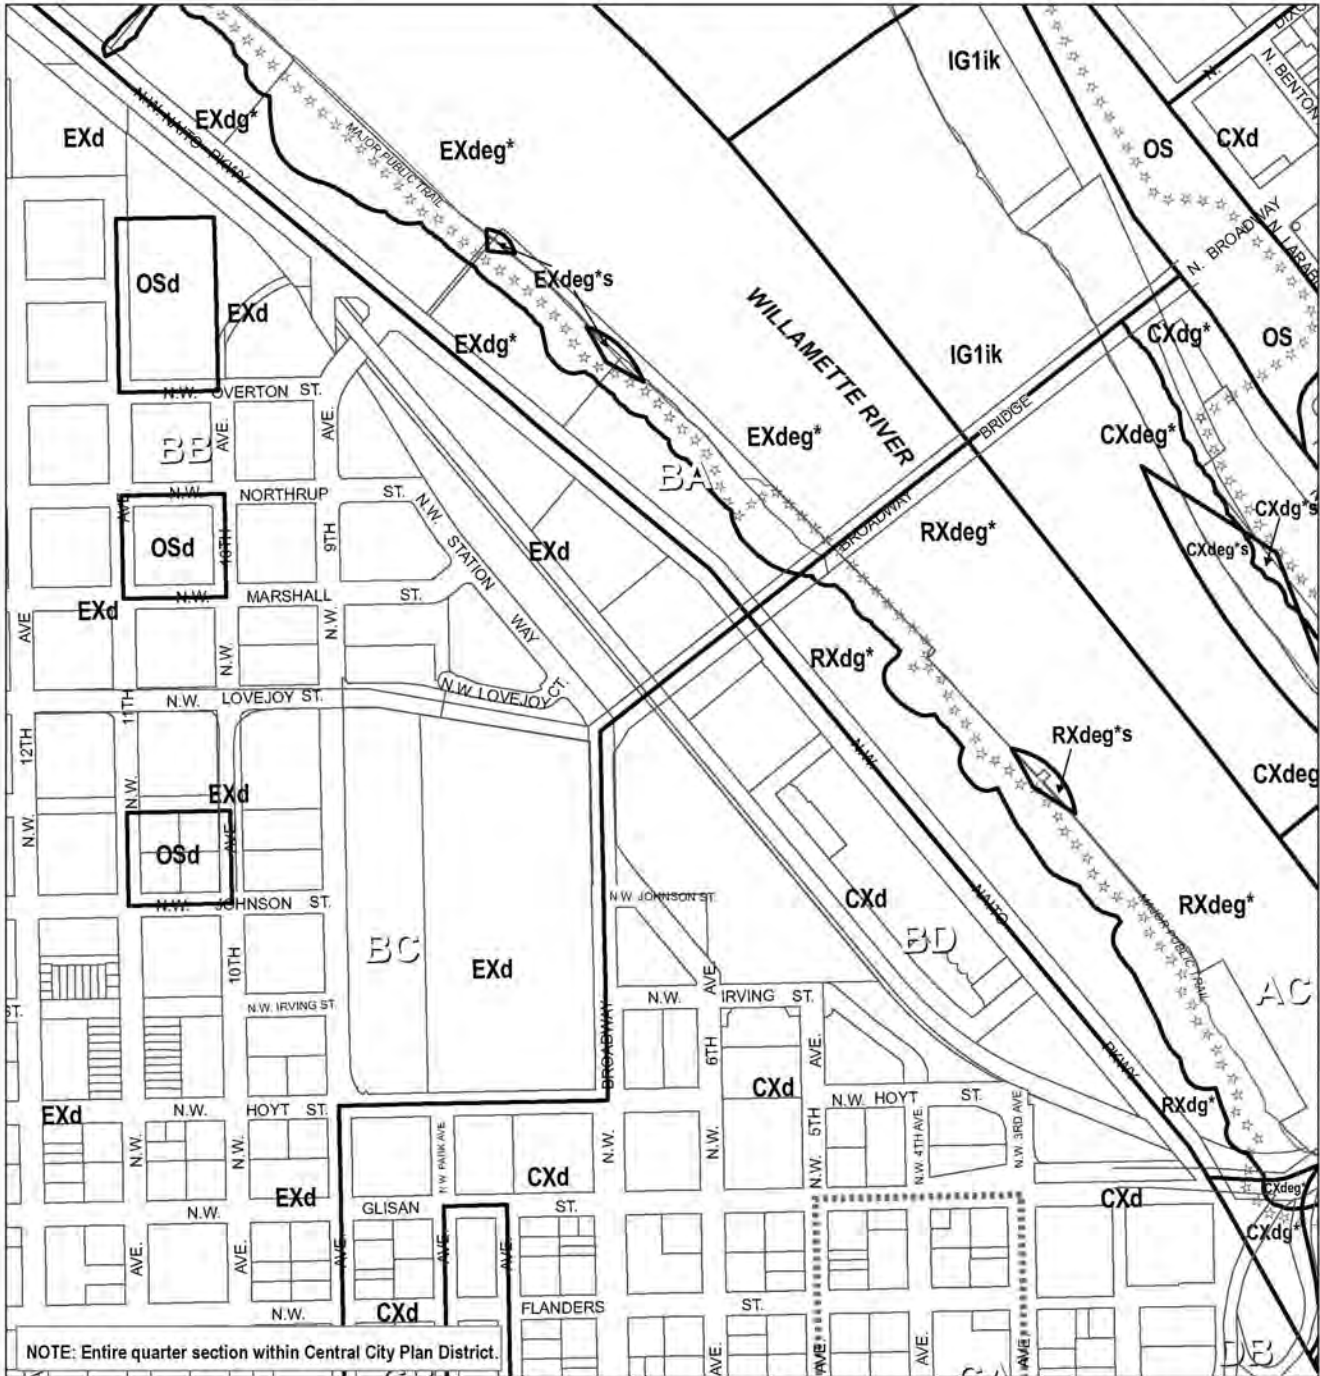 IG1ik
DIXO
N.
N. BENTON
EXd
N.W. NAITO PKWY
EXdg*
MAJOR PUBLIC TRAIL
EXdeg*
OS
CXd
N. BROADWAY
N. LARAB
OSd
EXd
EXdeg*s
EXdg*
WILLAMETTE RIVER
IG1ik
CXdg*
OS
N.W. OVERTON ST.
AVE.
AVE.
BB
BA
EXdeg*
BRIDGE
CXdeg*
N.W. NORTHRUP ST.
AVE.
OSd
10TH
9TH
N.W. STATION WAY
EXd
BROADWAY
RXdeg*
CXdg*s
CXdeg*s
EXd
N.W. MARSHALL ST.
AVE
N.W.
N.W.
RXdg*
N.W. LOVEJOY ST.
N.W. LOVEJOY CT.
11TH
12TH
N.W.
RXdeg*s
CXdeg
EXd
N.W.
N.W.
OSd
AVE
N.W. JOHNSON ST.
N.W. JOHNSON ST.
CXd
NAITO
RXdeg*
MAJOR PUBLIC TRAIL
BC
EXd
BD
AC
10TH
ST.
N.W. IRVING ST.
N.W. IRVING ST.
AVE.
BROADWAY
6TH
AVE.
PKWY
CXd
EXd
N.W. HOYT ST.
N.W. HOYT ST.
RXdg*
N.W.
N.W.
N W PARK AVE.
N.W.
N.W.
N.W. 5TH
N.W. 4TH AVE.
N.W. 3RD AVE
EXd
CXd
CXd
CXdeg*
N.W. GLISAN ST.
CXdg*
AVE.
AVE.
AVE.
AVE.
AVE.
N.W. FLANDERS ST.
CXd
AVE.
AVE.
AVE.
AVE
DB
NOTE: Entire quarter section within Central City Plan District.